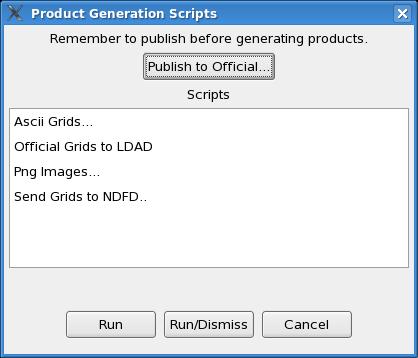 Product Generation Scripts
Remember to publish before generating products.
Publish to Official...
Scripts
Ascii Grids...
Official Grids to LDAD
Png Images...
Send Grids to NDFD..
Run
Run/Dismiss
Cancel